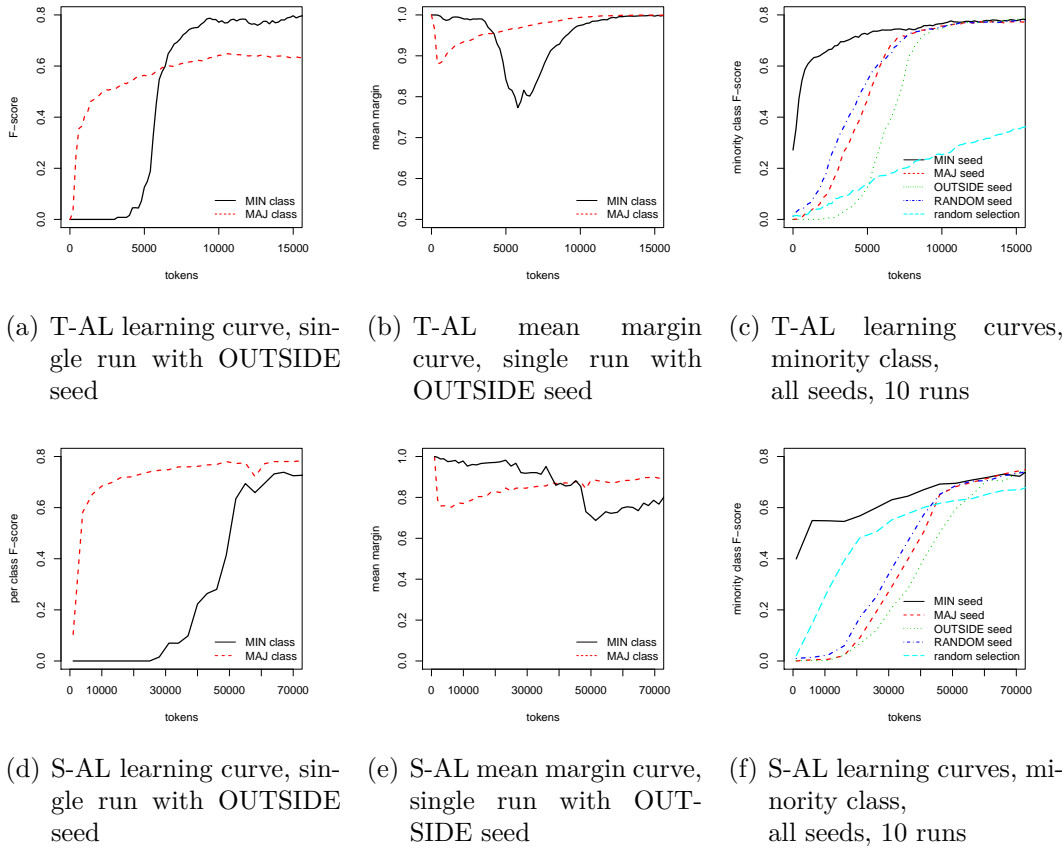 0.0 0.2 0.4 0.6 0.8
F−score
0 5000 10000 15000
tokens
MIN class
MAJ class
0.5 0.6 0.7 0.8 0.9 1.0
mean margin
0 5000 10000 15000
tokens
MIN class
MAJ class
0.0 0.2 0.4 0.6 0.8
minority class F−score
0 5000 10000 15000
tokens
MIN seed
MAJ seed
OUTSIDE seed
RANDOM seed
random selection
(a) T-AL learning curve, sin-
gle run with OUTSIDE
seed
(b) T-AL mean margin
curve, single run with
OUTSIDE seed
(c) T-AL learning curves,
minority class,
all seeds, 10 runs
0.0 0.2 0.4 0.6 0.8
per class F−score
0 10000 30000 50000 70000
tokens
MIN class
MAJ class
0.0 0.2 0.4 0.6 0.8 1.0
mean margin
0 10000 30000 50000 70000
tokens
MIN class
MAJ class
0.0 0.2 0.4 0.6 0.8
minority class F−score
0 10000 30000 50000 70000
tokens
MIN seed
MAJ seed
OUTSIDE seed
RANDOM seed
random selection
(d) S-AL learning curve, sin-
gle run with OUTSIDE
seed
(e) S-AL mean margin curve,
single run with OUT-
SIDE seed
(f) S-AL learning curves, mi-
nority class,
all seeds, 10 runs